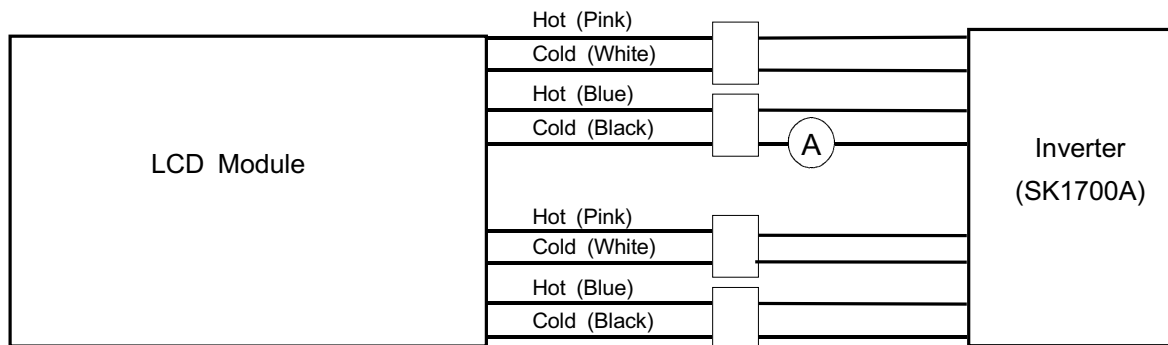 Hot (Pink)
Cold (White)
Hot (Blue)
Cold (Black)
LCD Module
A
Inverter
(SK1700A)
Hot (Pink)
Cold (White)
Hot (Blue)
Cold (Black)